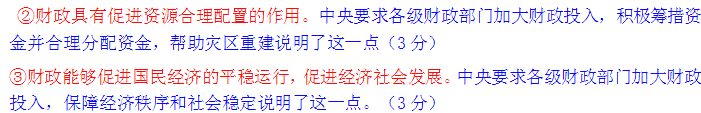 ②财政具有促进资源合理配置的作用。中央要求各级财政部门加大财政投入，积极筹措资
金并合理分配资金，帮助灾区重建说明了这一点（3 分）
③财政能够促进国民经济的平稳运行，促进经济社会发展。中央要求各级财政部门加大财政
投入，保障经济秩序和社会稳定说明了这一点。（3 分）